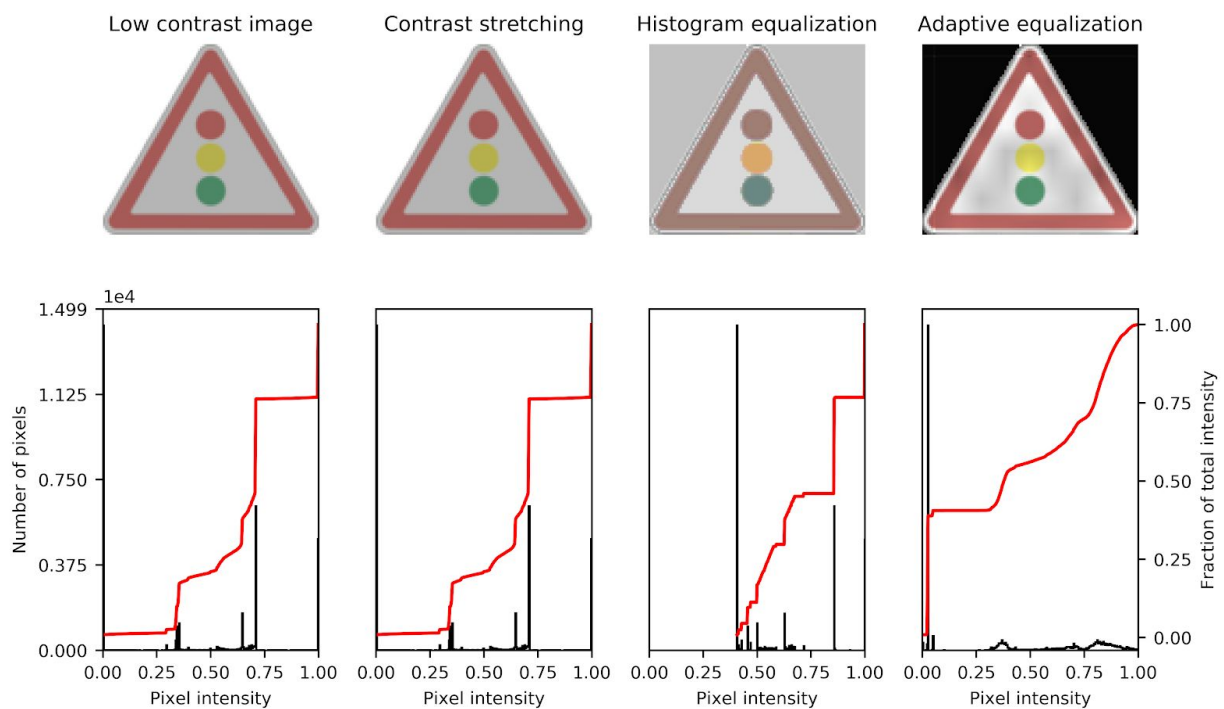 Low contrast image
Contrast stretching
Histogram equalization
Adaptive equalization
1e4
1.499
1.125
0.750
0.375
0.000
Number of pixels
0.00 0.25 0.50 0.75 1.00
Pixel intensity
0.00 0.25 0.50 0.75 1.00
Pixel intensity
0.00 0.25 0.50 0.75 1.00
Pixel intensity
0.00 0.25 0.50 0.75 1.00
Pixel intensity
1.00
0.75
0.50
0.25
0.00
Fraction of total intensity